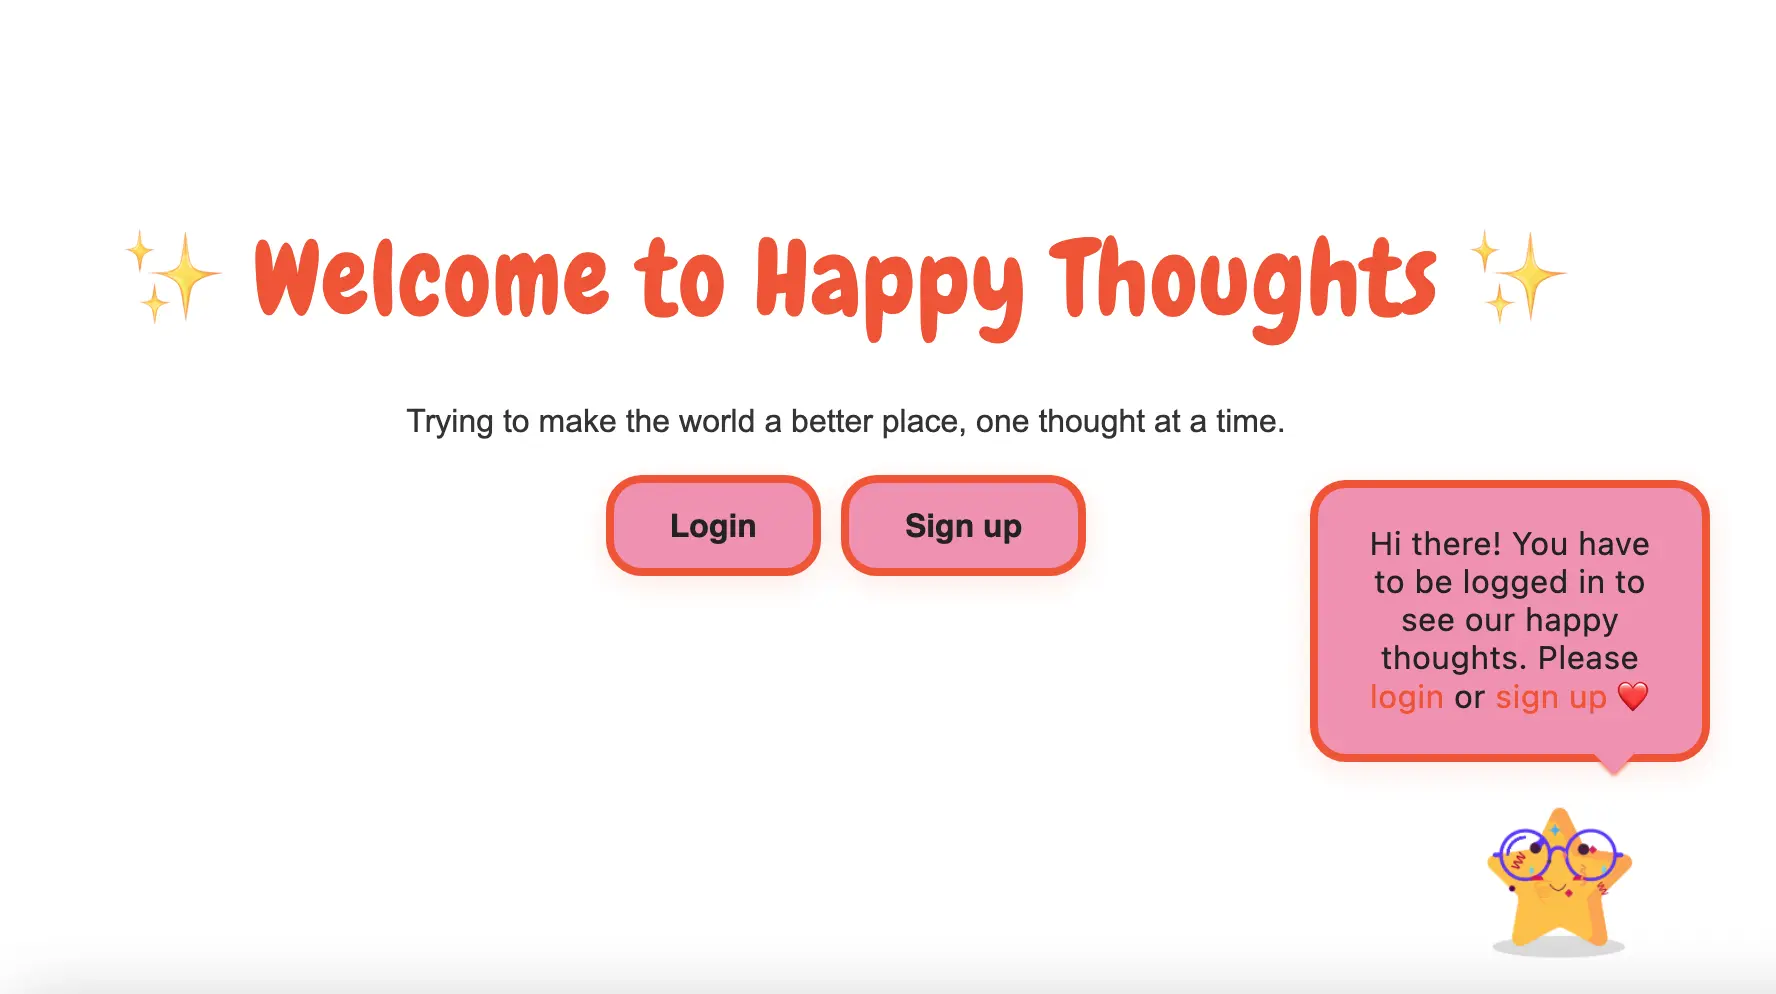 ✨ Welcome to Happy Thoughts ✨
Trying to make the world a better place, one thought at a time.
Login
Sign up
Hi there! You have
to be logged in to
see our happy
thoughts. Please
login or sign up ❤️